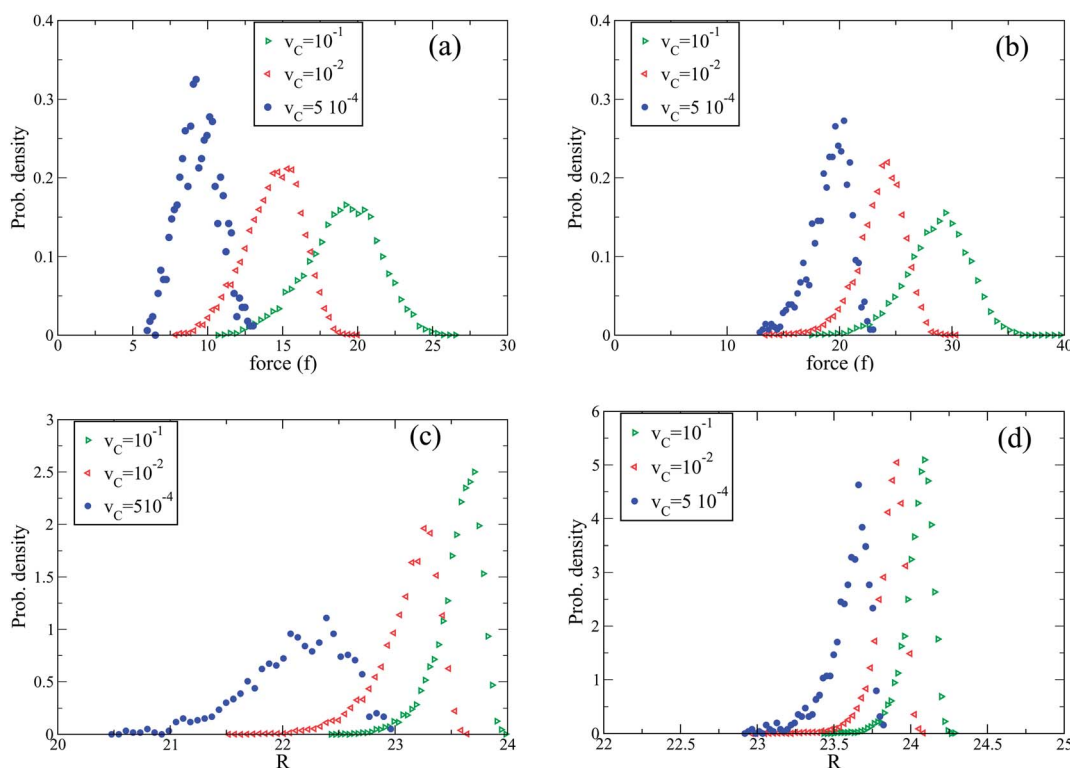 (a)
v_C=10^-1
v_C=10^-2
v_C=5 10^-4
Prob. density
0.4
0.3
0.2
0.1
0
0 5 10 15 20 25 30
force (f)
(b)
v_C=10^-1
v_C=10^-2
v_C=5 10^-4
Prob. density
0.4
0.3
0.2
0.1
0
0 10 20 30 40
force (f)
(c)
v_C=10^-1
v_C=10^-2
v_C=510^-4
Prob. density
3
2.5
2
1.5
1
0.5
0
20 21 22 23 24
R
(d)
v_C=10^-1
v_C=10^-2
v_C=5 10^-4
Prob. density
6
5
4
3
2
1
0
22 22.5 23 23.5 24 24.5 25
R